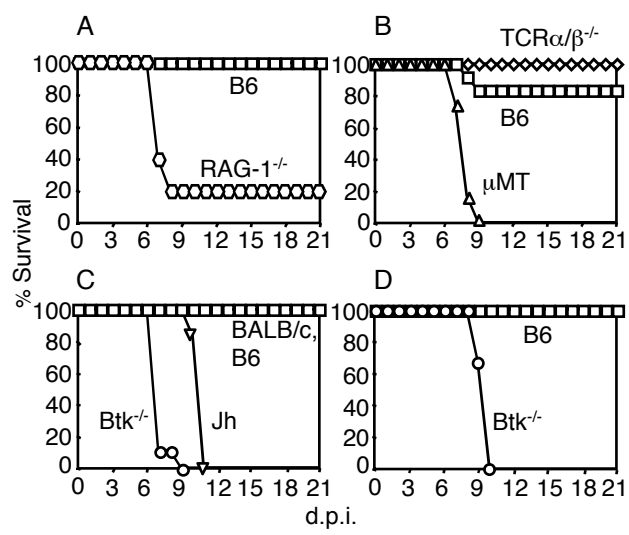 A
100
80
60
40
20
0
B6
RAG-1-/-
0 3 6 9 12 15 18 21
B
TCRα/β-/-
100
80
60
40
20
0
B6
μMT
0 3 6 9 12 15 18 21
% Survival
C
100
80
60
40
20
0
BALB/c,
B6
Btk-/-
Jh
0 3 6 9 12 15 18 21
D
100
80
60
40
20
0
B6
Btk-/-
0 3 6 9 12 15 18 21
d.p.i.